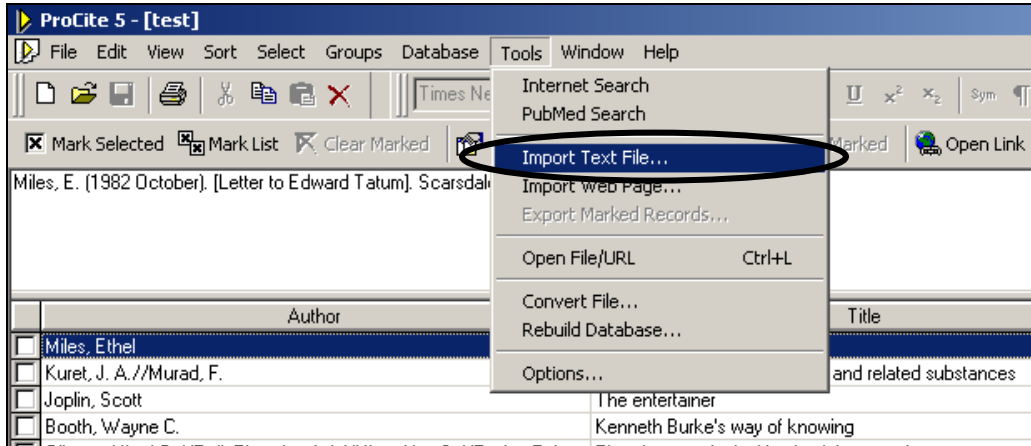 ProCite 5 - [test]
File Edit View Sort Select Groups Database Tools Window Help
Times Ne
U x² x₂ Sym ¶
Mark Selected Mark List Clear Marked Marked Open Link
Miles, E. (1982 October). [Letter to Edward Tatum]. Scarsdal
Internet Search
PubMed Search
Import Text File...
Import Web Page...
Export Marked Records...
Open File/URL Ctrl+L
Convert File...
Rebuild Database...
Options...
Author Title
Miles, Ethel
Kuret, J. A.//Murad, F. and related substances
Joplin, Scott The entertainer
Booth, Wayne C. Kenneth Burke's way of knowing